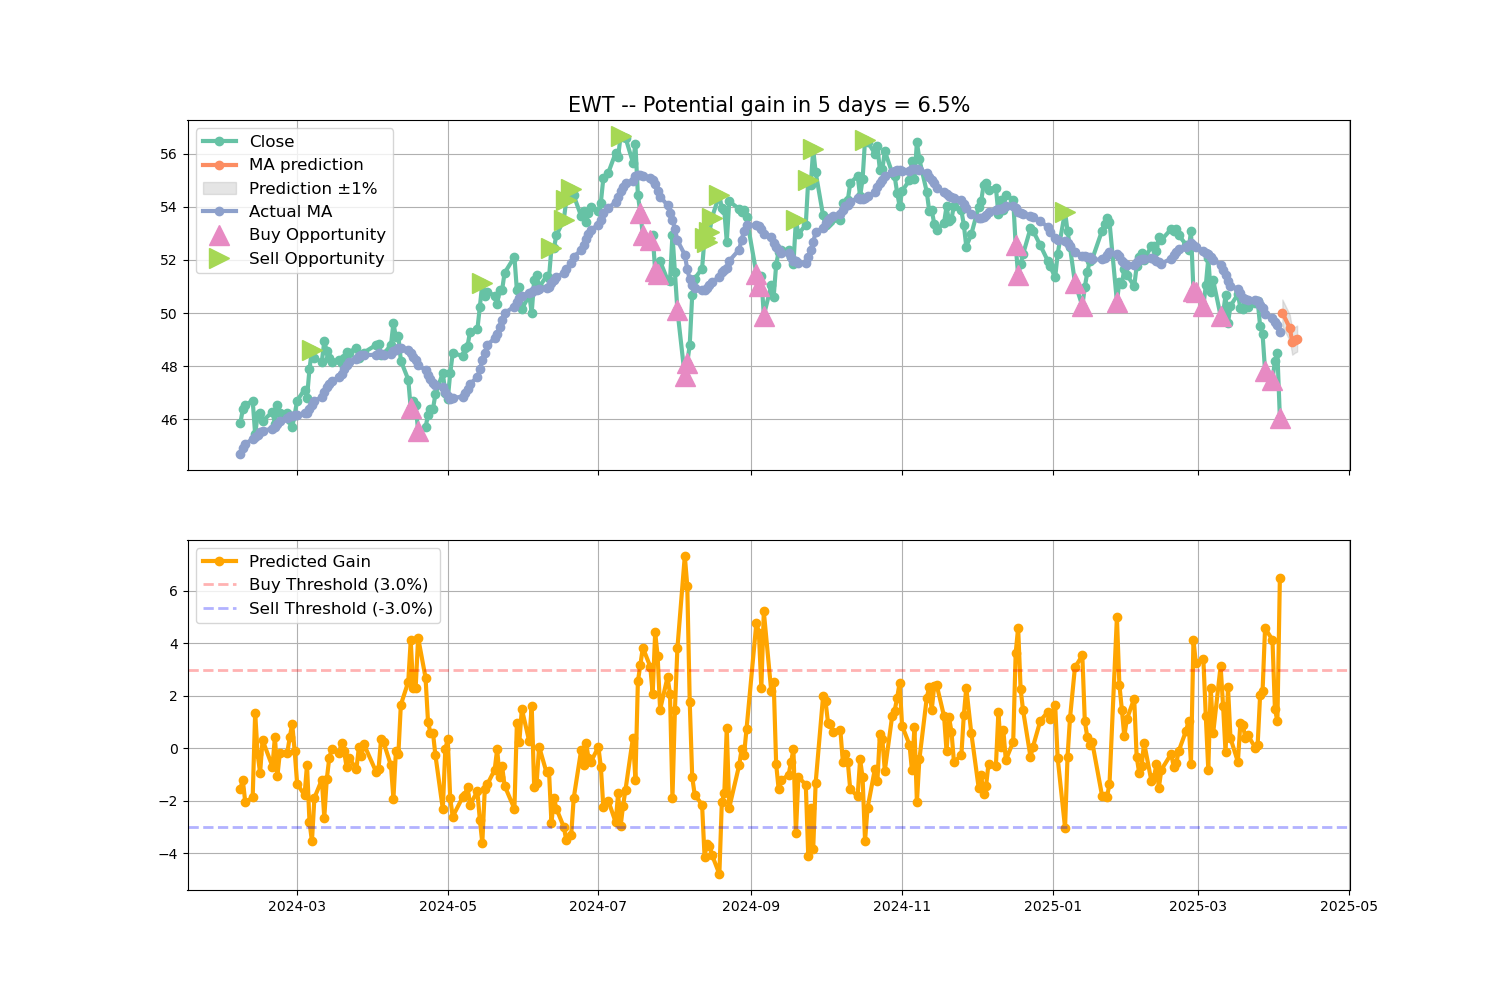 EWT -- Potential gain in 5 days = 6.5%
Close
MA prediction
Prediction ±1%
Actual MA
Buy Opportunity
Sell Opportunity
56
54
52
50
48
46
Predicted Gain
Buy Threshold (3.0%)
Sell Threshold (-3.0%)
6
4
2
0
−2
−4
2024-03 2024-05 2024-07 2024-09 2024-11 2025-01 2025-03 2025-05